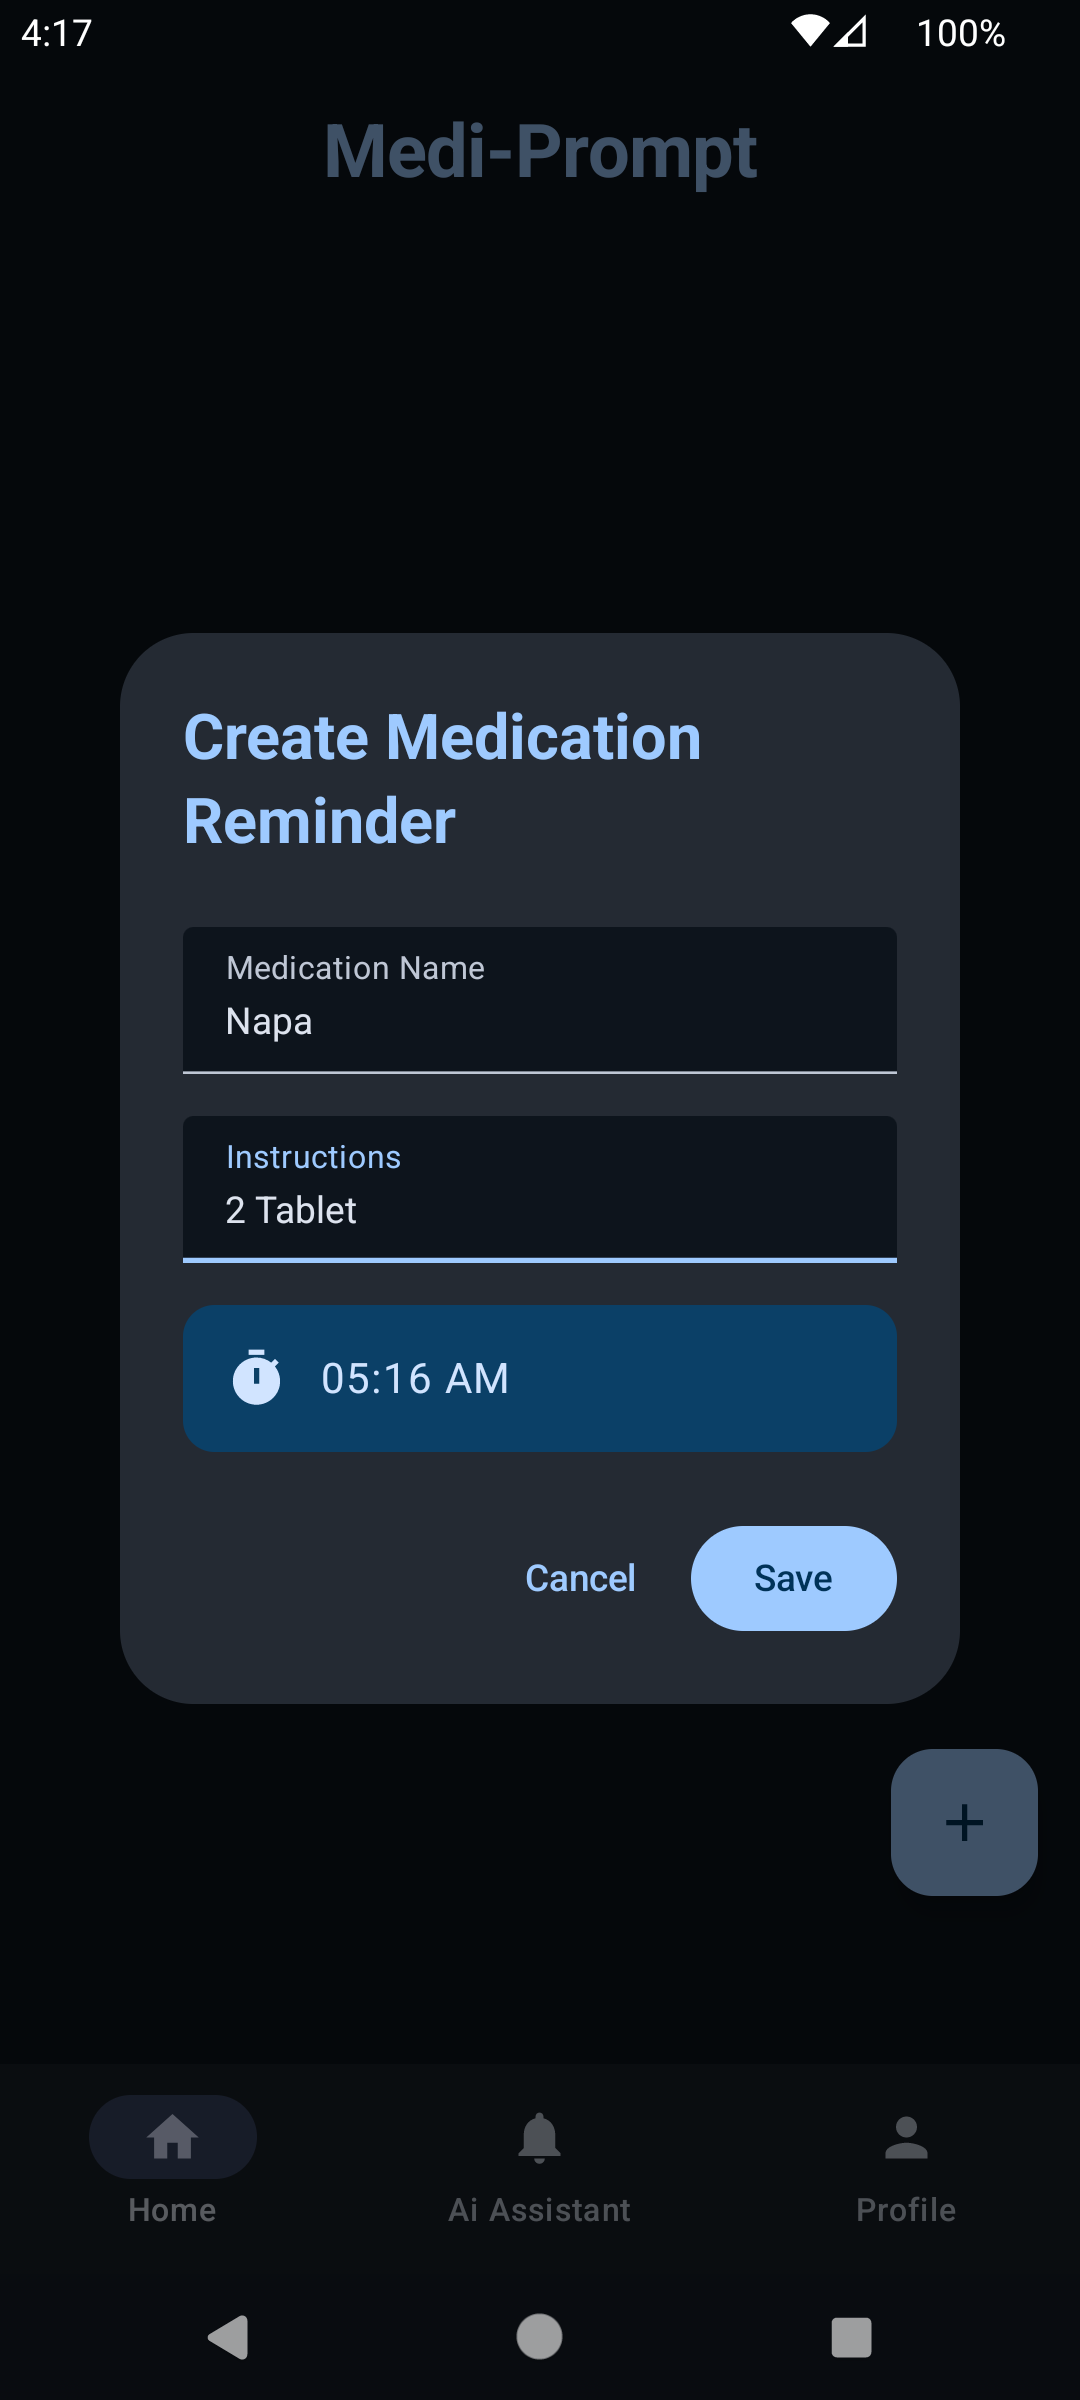 4:17
100%
Medi-Prompt
Create Medication
Reminder
Medication Name
Napa
Instructions
2 Tablet
05:16 AM
Cancel
Save
Home
Ai Assistant
Profile